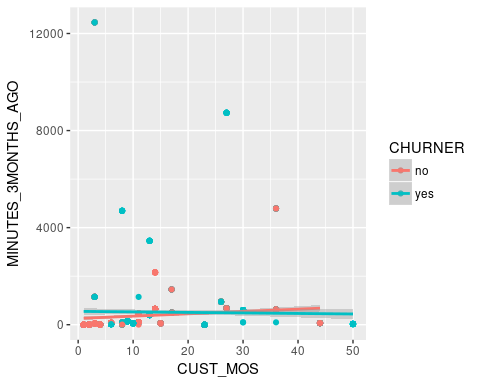 12000
8000
4000
0
MINUTES_3MONTHS_AGO
0 10 20 30 40 50
CUST_MOS
CHURNER
no
yes